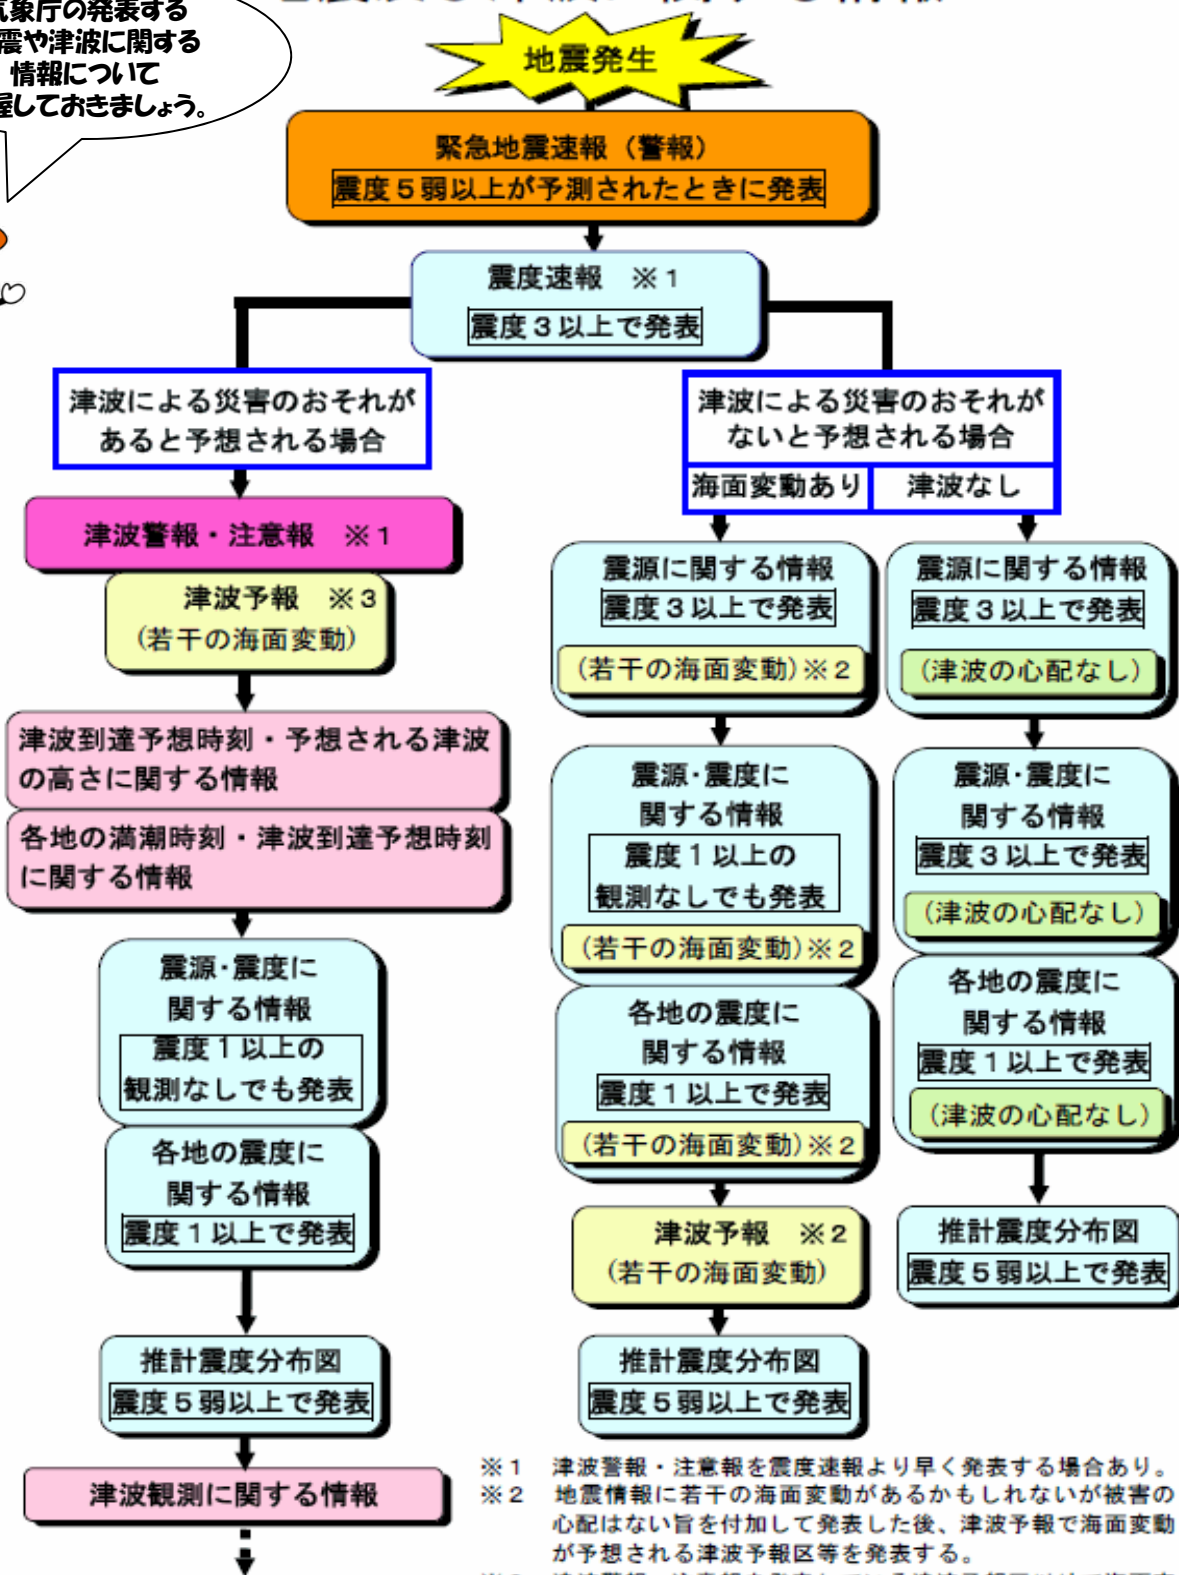 気象庁の発表する
震や津波に関する
情報について
握しておきましょう。
地震発生
緊急地震速報（警報）
震度５弱以上が予測されたときに発表
震度速報　※１
震度３以上で発表
津波による災害のおそれが
あると予想される場合
津波警報・注意報　※１
津波予報　※３
(若干の海面変動)
津波到達予想時刻・予想される津波
の高さに関する情報
各地の満潮時刻・津波到達予想時刻
に関する情報
震源･震度に
関する情報
震度１以上の
観測なしでも発表
各地の震度に
関する情報
震度１以上で発表
推計震度分布図
震度５弱以上で発表
津波観測に関する情報
津波による災害のおそれが
ないと予想される場合
海面変動あり
震源に関する情報
震度３以上で発表
(若干の海面変動)※２
震源･震度に
関する情報
震度１以上の
観測なしでも発表
(若干の海面変動)※２
各地の震度に
関する情報
震度１以上で発表
(若干の海面変動)※２
津波予報　※２
(若干の海面変動)
推計震度分布図
震度５弱以上で発表
津波なし
震源に関する情報
震度３以上で発表
(津波の心配なし)
震源･震度に
関する情報
震度３以上で発表
(津波の心配なし)
各地の震度に
関する情報
震度１以上で発表
(津波の心配なし)
推計震度分布図
震度５弱以上で発表
※１　津波警報・注意報を震度速報より早く発表する場合あり。
※２　地震情報に若干の海面変動があるかもしれないが被害の
心配はない旨を付加して発表した後、津波予報で海面変動
が予想される津波予報区等を発表する。